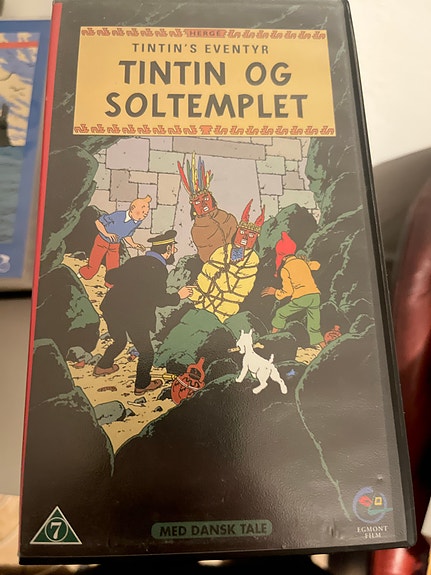 HERGÉ
TINTIN'S EVENTYR
TINTIN OG
SOLTEMPLET
7
MED DANSK TALE
EGMONT
FILM